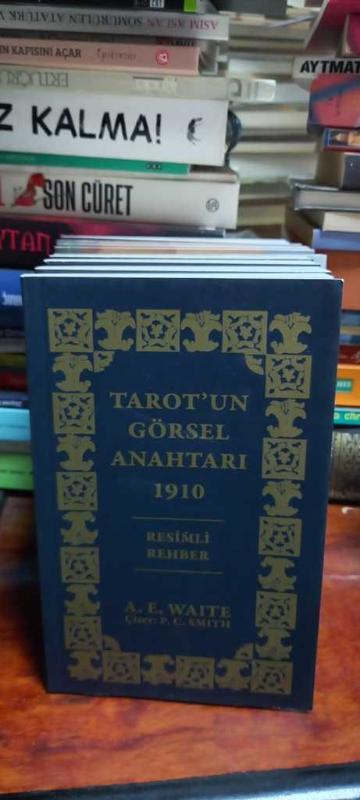 ASIM ASLAN SÖMÜRÜLEN ATATÜRK V
N KAPISINI AÇAR
Z KALMA!
SON CÜRET
YTAN
AYTMAT
TAROT'UN
GÖRSEL
ANAHTARI
1910
RESİMLİ
REHBER
A. E. WAITE
Çizer: P. C. SMITH